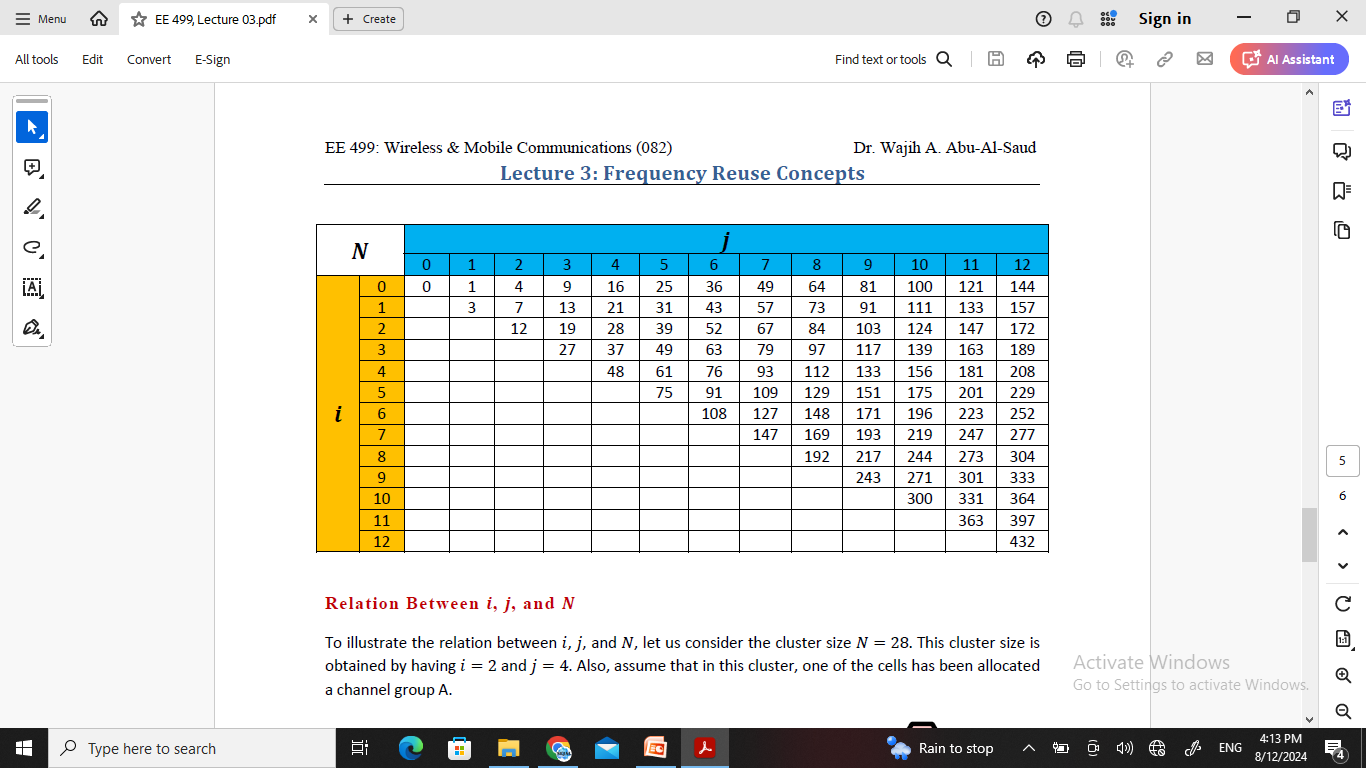 Menu
EE 499, Lecture 03.pdf
Create
Sign in
All tools Edit Convert E-Sign
Find text or tools
AI Assistant
EE 499: Wireless & Mobile Communications (082) Dr. Wajih A. Abu-Al-Saud
Lecture 3: Frequency Reuse Concepts
N j
0 1 2 3 4 5 6 7 8 9 10 11 12
0 0 1 4 9 16 25 36 49 64 81 100 121 144
1 3 7 13 21 31 43 57 73 91 111 133 157
2 12 19 28 39 52 67 84 103 124 147 172
3 27 37 49 63 79 97 117 139 163 189
4 48 61 76 93 112 133 156 181 208
5 75 91 109 129 151 175 201 229
i 6 108 127 148 171 196 223 252
7 147 169 193 219 247 277
8 192 217 244 273 304
9 243 271 301 333
10 300 331 364
11 363 397
12 432
Relation Between i, j, and N
To illustrate the relation between i, j, and N, let us consider the cluster size N = 28. This cluster size is
obtained by having i = 2 and j = 4. Also, assume that in this cluster, one of the cells has been allocated
a channel group A.
5
6
1:1
Activate Windows
Go to Settings to activate Windows.
Type here to search
Rain to stop
ENG
4:13 PM
8/12/2024
4